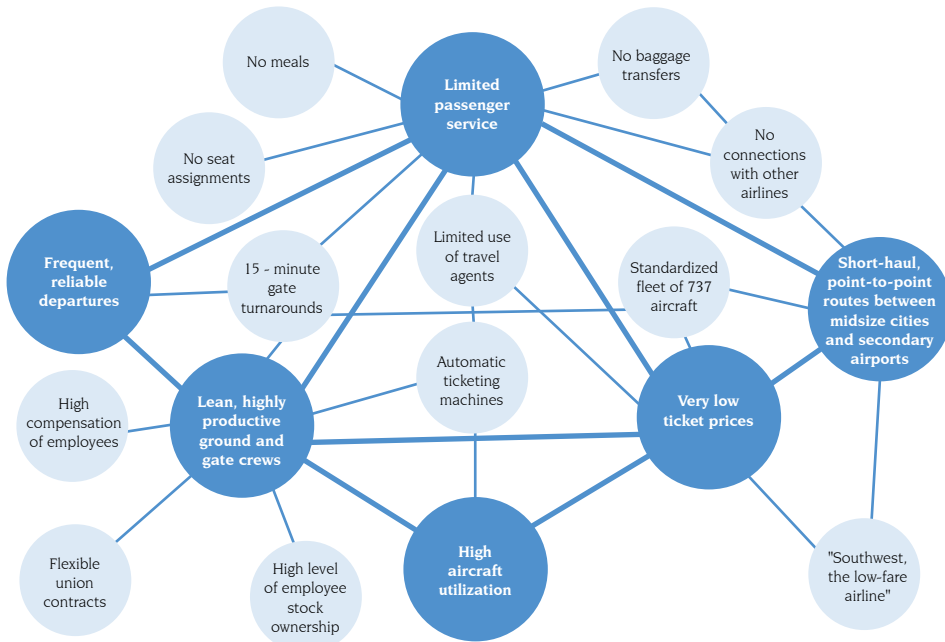 No meals
Limited
passenger
service
No baggage
transfers
No
connections
with other
airlines
No seat
assignments
Frequent,
reliable
departures
15 - minute
gate
turnarounds
Limited use
of travel
agents
Standardized
fleet of 737
aircraft
Short-haul,
point-to-point
routes between
midsize cities
and secondary
airports
High
compensation
of employees
Lean, highly
productive
ground and
gate crews
Automatic
ticketing
machines
Very low
ticket prices
Flexible
union
contracts
High level
of employee
stock
ownership
High
aircraft
utilization
"Southwest,
the low-fare
airline"